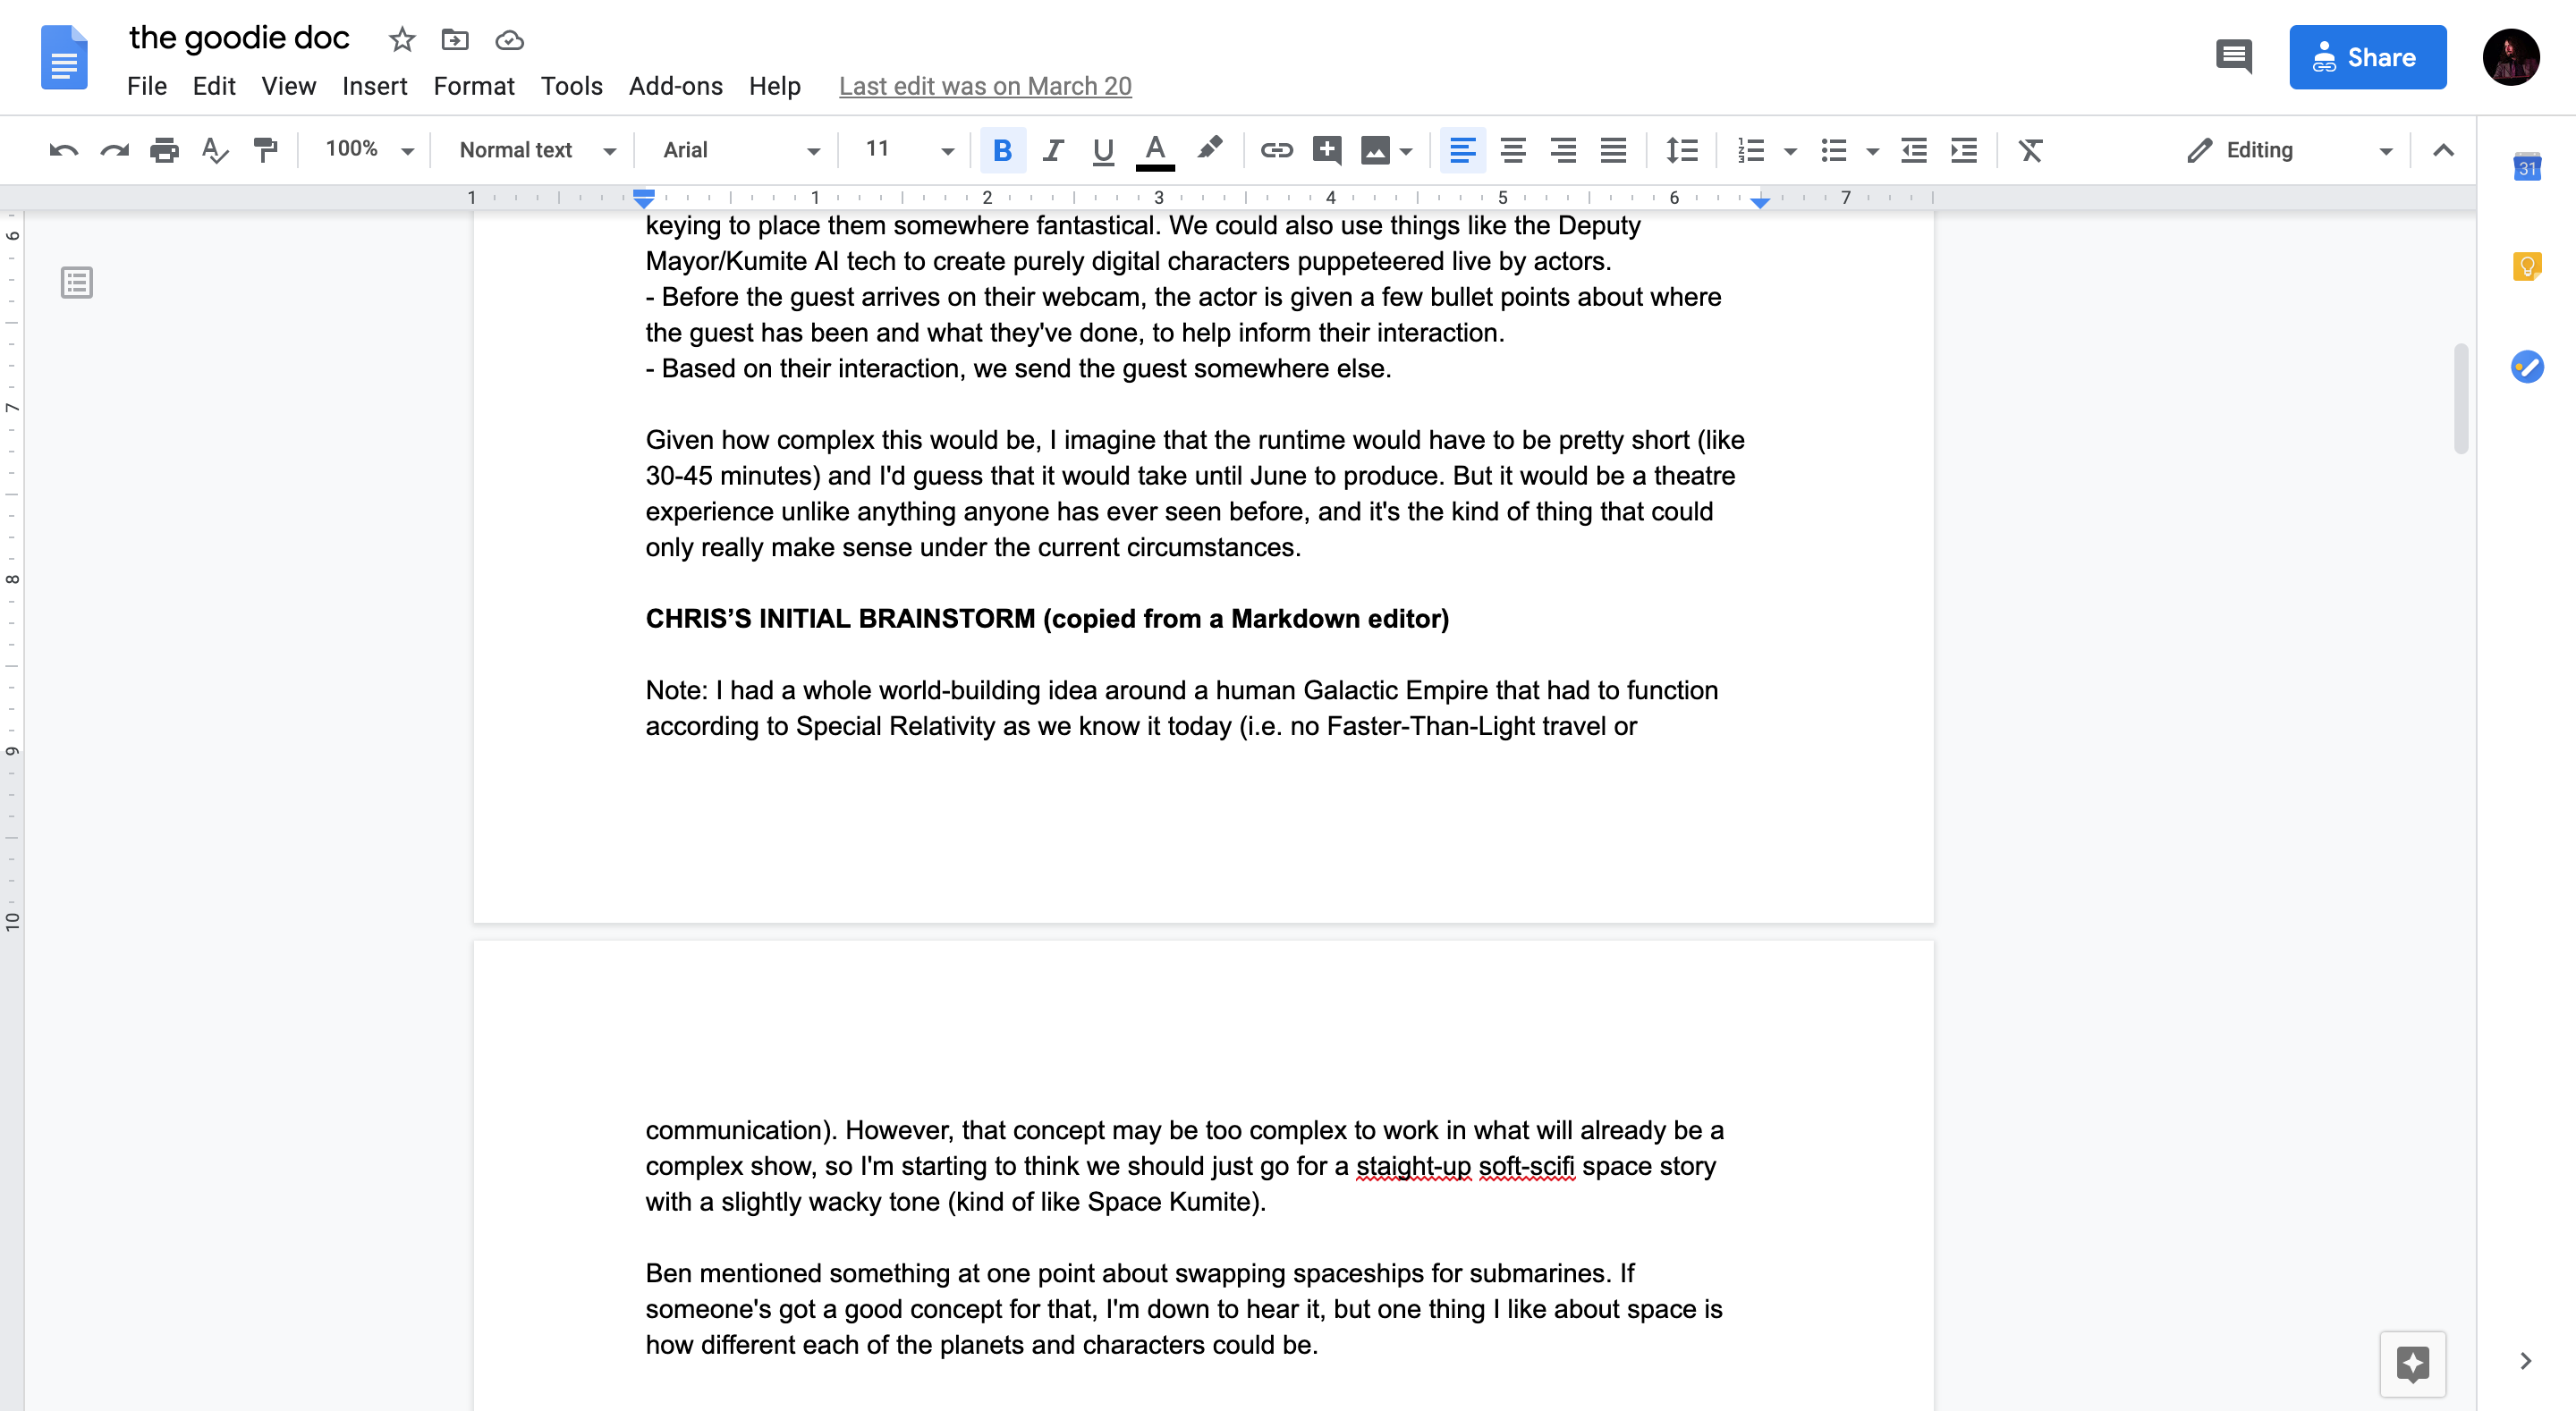 the goodie doc
File Edit View Insert Format Tools Add-ons Help Last edit was on March 20
Share
100% Normal text Arial 11 B I U A Editing
31
1 1 2 3 4 5 6 7
6
7
8
9
10
keying to place them somewhere fantastical. We could also use things like the Deputy
Mayor/Kumite AI tech to create purely digital characters puppeteered live by actors.
- Before the guest arrives on their webcam, the actor is given a few bullet points about where
the guest has been and what they've done, to help inform their interaction.
- Based on their interaction, we send the guest somewhere else.
Given how complex this would be, I imagine that the runtime would have to be pretty short (like
30-45 minutes) and I'd guess that it would take until June to produce. But it would be a theatre
experience unlike anything anyone has ever seen before, and it's the kind of thing that could
only really make sense under the current circumstances.
CHRIS’S INITIAL BRAINSTORM (copied from a Markdown editor)
Note: I had a whole world-building idea around a human Galactic Empire that had to function
according to Special Relativity as we know it today (i.e. no Faster-Than-Light travel or
communication). However, that concept may be too complex to work in what will already be a
complex show, so I'm starting to think we should just go for a staight-up soft-scifi space story
with a slightly wacky tone (kind of like Space Kumite).
Ben mentioned something at one point about swapping spaceships for submarines. If
someone's got a good concept for that, I'm down to hear it, but one thing I like about space is
how different each of the planets and characters could be.